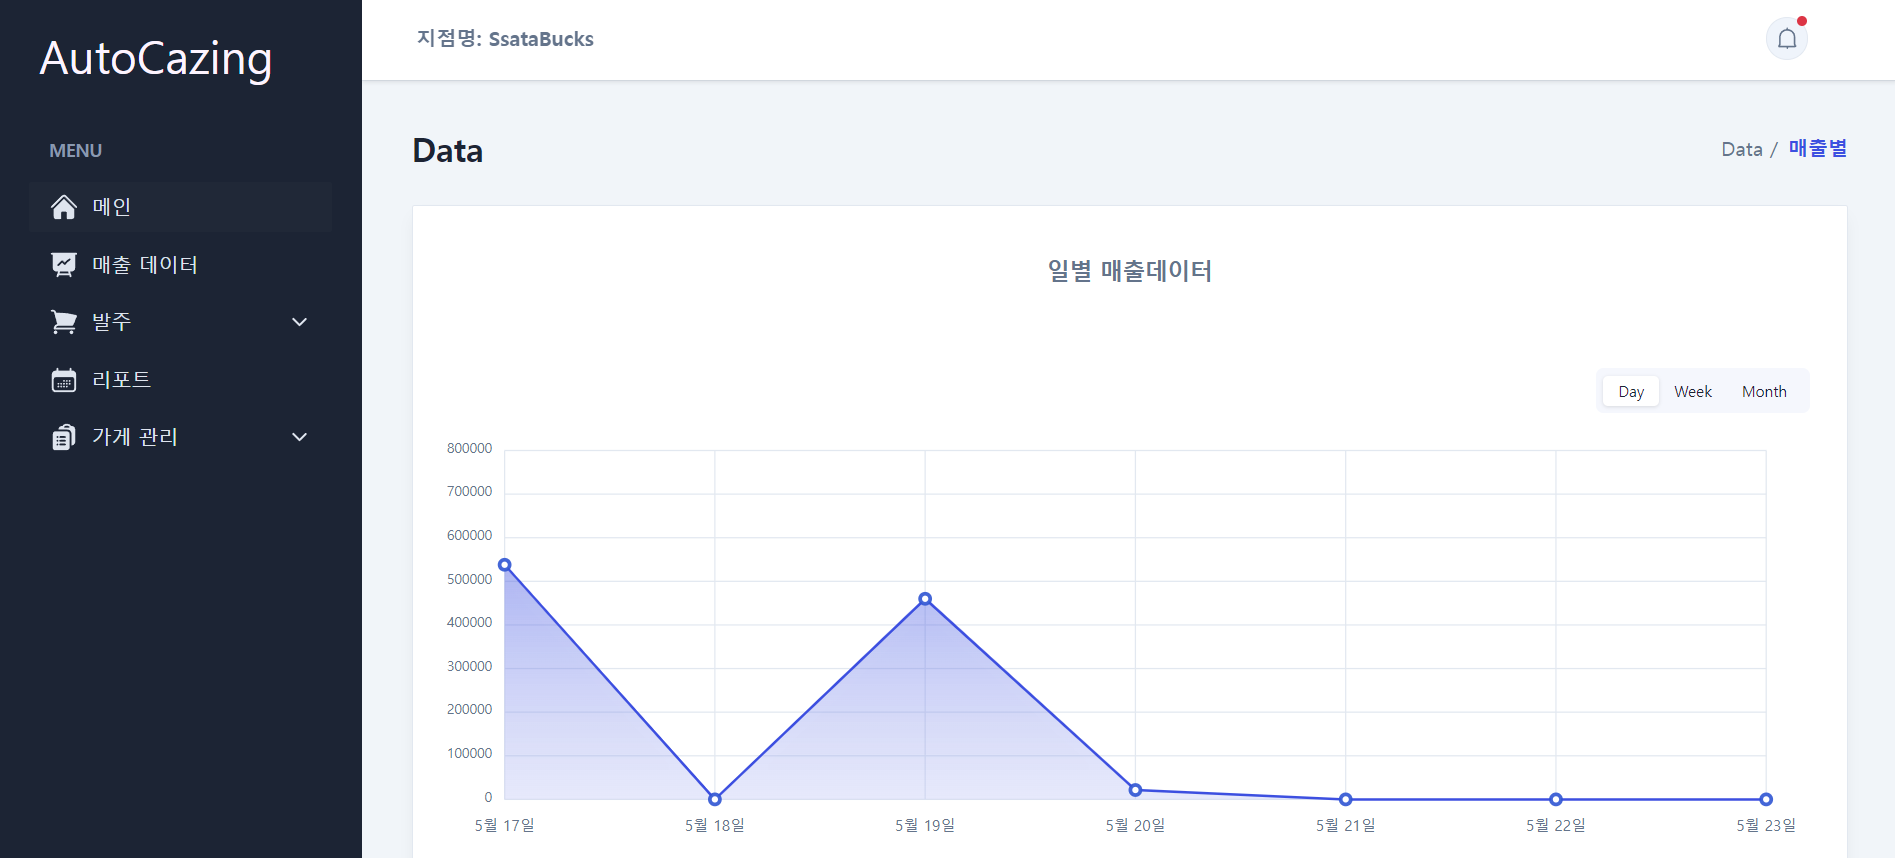 AutoCazing
MENU
메인
매출 데이터
발주
리포트
가게 관리
지점명: SsataBucks
Data
Data / 매출별
일별 매출데이터
Day Week Month
800000
700000
600000
500000
400000
300000
200000
100000
0
5월 17일 5월 18일 5월 19일 5월 20일 5월 21일 5월 22일 5월 23일